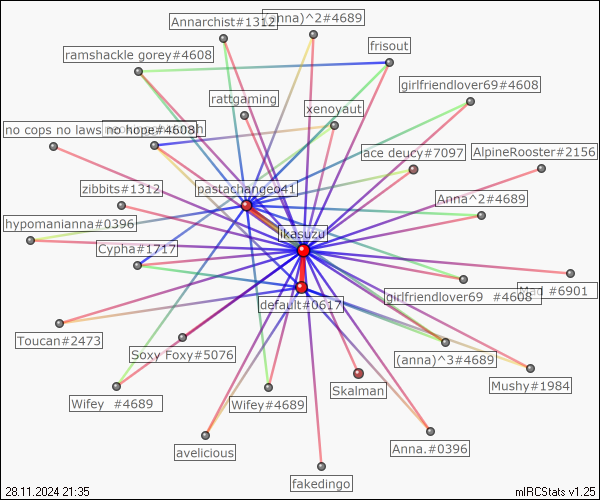 Annarchist#1312
(anna)^2#4689
ramshackle gorey#4608
frisout
girlfriendlover69#4608
rattgaming
xenoyaut
no cops no laws no hope#4608
ace deucy#7097
AlpineRooster#2156
zibbits#1312
pastachangeo41
Anna^2#4689
hypomanianna#0396
ikasuzu
Cypha#1717
girlfriendlover69 #4608
#6901
default#0617
Toucan#2473
Soxy Foxy#5076
(anna)^3#4689
Skalman
Mushy#1984
Wifey #4689
Wifey#4689
avelicious
Anna.#0396
fakedingo
28.11.2024 21:35
mIRCStats v1.25